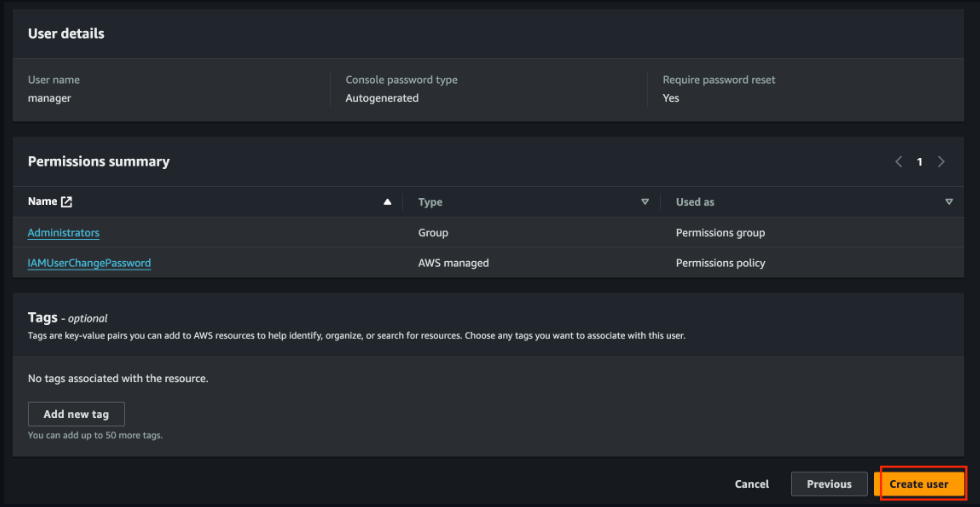 User details
User name
Console password type
Require password reset
manager
Autogenerated
Yes
Permissions summary
1
Name
Type
Used as
Administrators
Group
Permissions group
IAMUserChangePassword
AWS managed
Permissions policy
Tags - optional
Tags are key-value pairs you can add to AWS resources to help identify, organize, or search for resources. Choose any tags you want to associate with this user.
No tags associated with the resource.
Add new tag
You can add up to 50 more tags.
Cancel
Previous
Create user